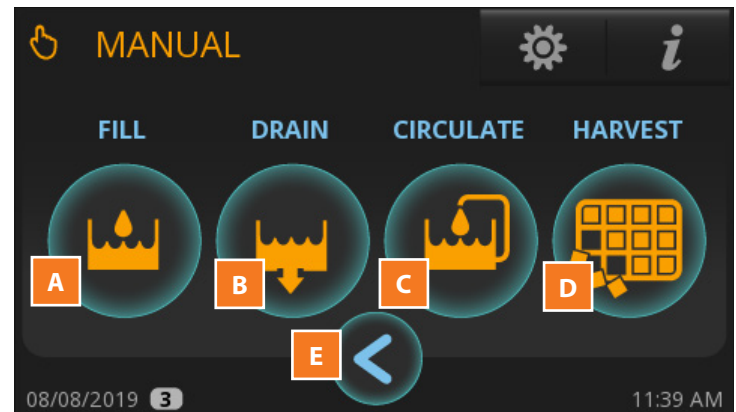 MANUAL i
FILL DRAIN CIRCULATE HARVEST
A B C D
E
08/08/2019 3 11:39 AM